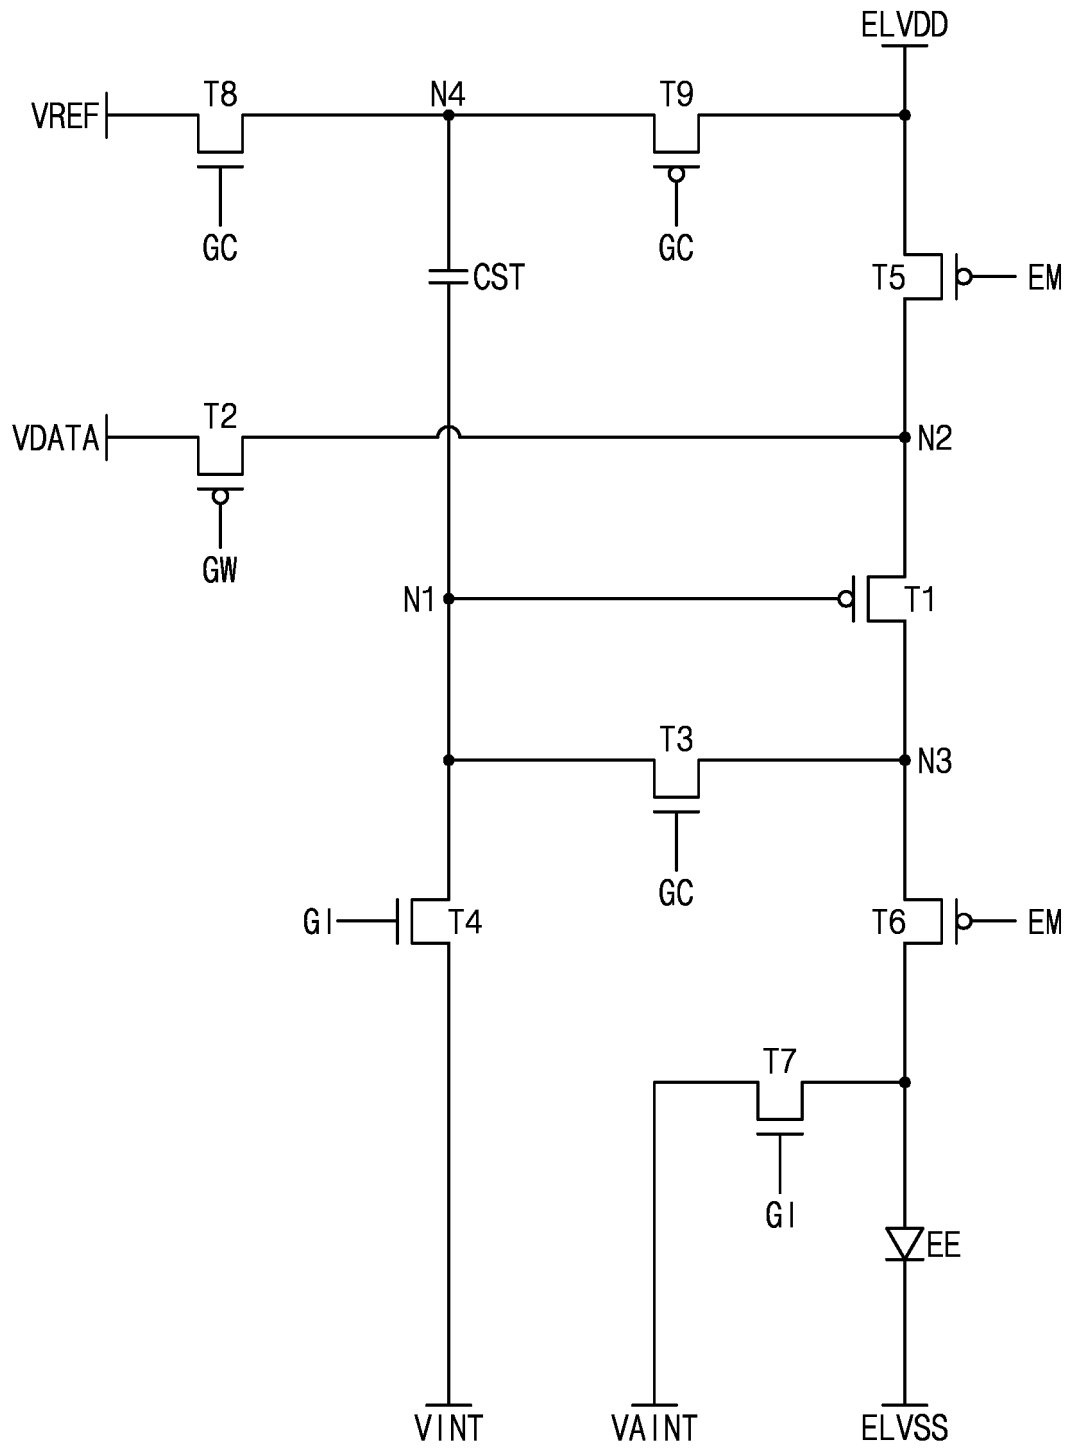 ELVDD
T8
N4
T9
VREF
GC
GC
CST
T5
EM
T2
VDATA
N2
GW
N1
T1
T3
N3
GC
GI
T4
T6
EM
T7
GI
EE
VINT
VAINT
ELVSS